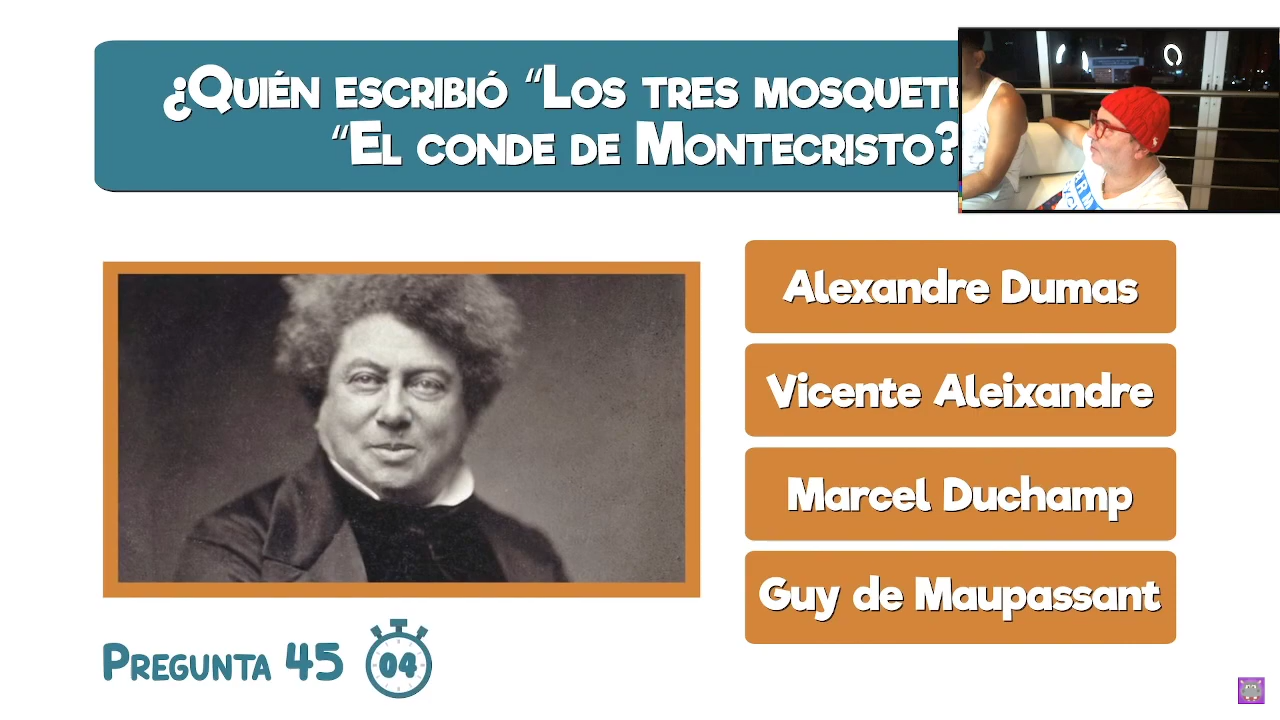 ¿Quién escribió “Los tres mosquete
“El conde de Montecristo?
Alexandre Dumas
Vicente Aleixandre
Marcel Duchamp
Guy de Maupassant
Pregunta 45
04